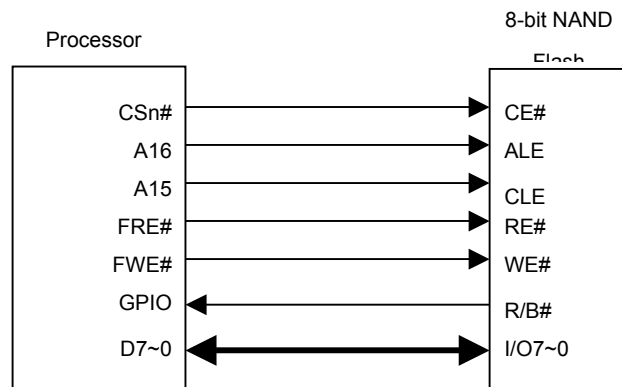 Processor
8-bit NAND
Flash
CSn#
CE#
A16
ALE
A15
CLE
FRE#
RE#
FWE#
WE#
GPIO
R/B#
D7~0
I/O7~0